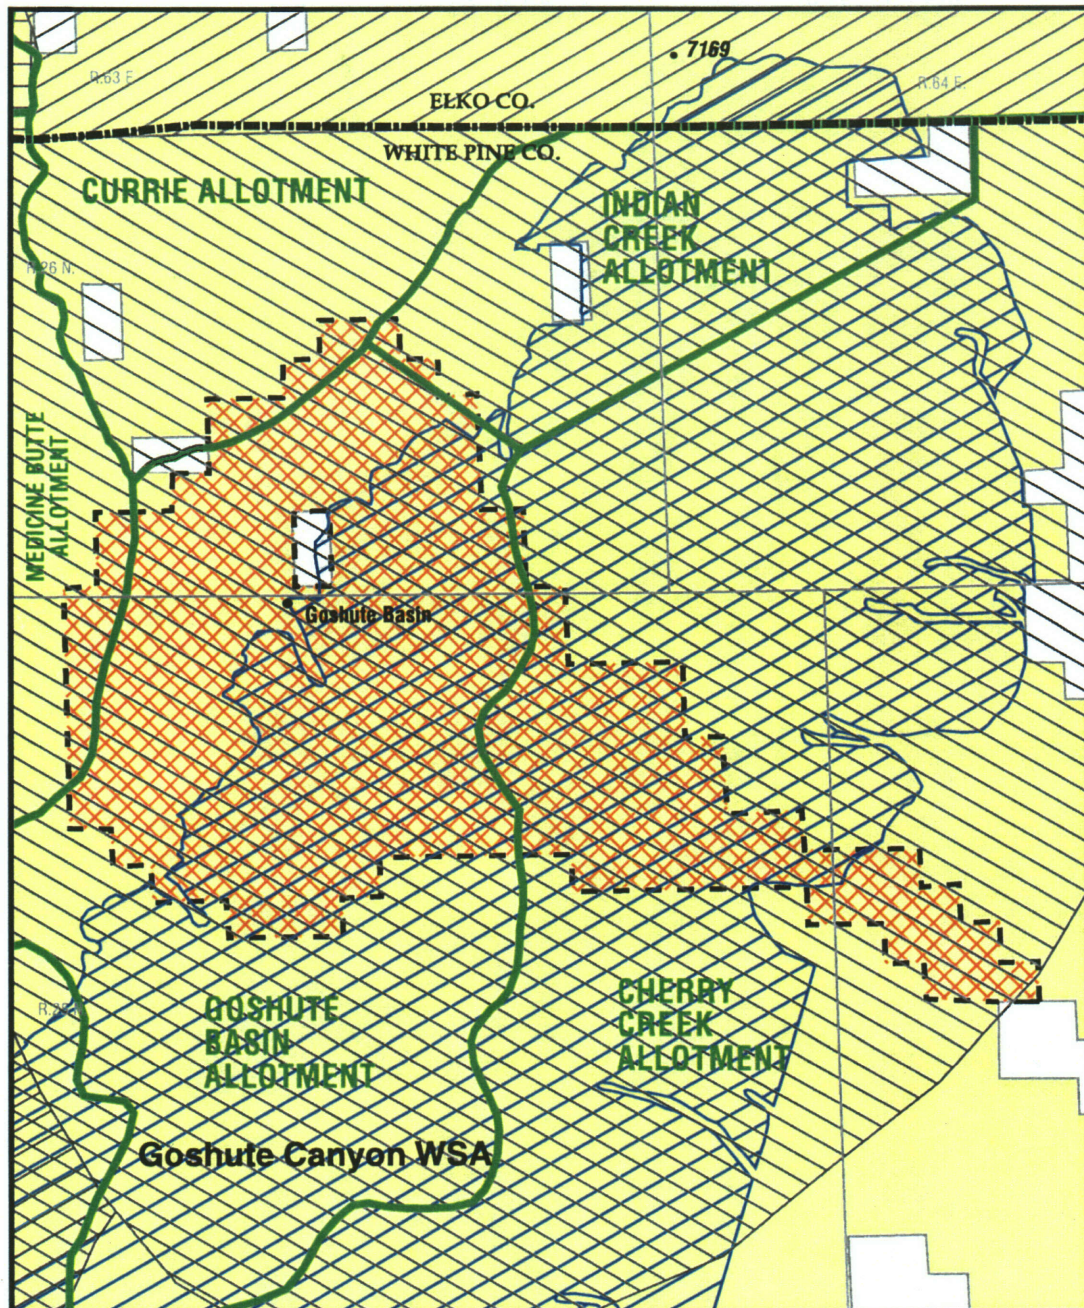 7169
R.63 E.
R.64 E.
ELKO CO.
WHITE PINE CO.
CURRIE ALLOTMENT
INDIAN
CREEK
ALLOTMENT
R.26 N.
MEDICINE BUTTE
ALLOTMENT
Goshute Basin
GOSHUTE
BASIN
ALLOTMENT
CHERRY
CREEK
ALLOTMENT
Goshute Canyon WSA